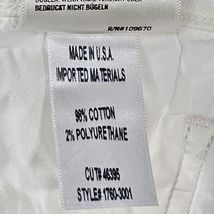 BEDRUCKT NICHT BÜGELN
R/N#109670
MADE IN U.S.A.
IMPORTED MATERIALS
98% COTTON
2% POLYURETHANE
CUT# 46395
STYLE# 1760-3001